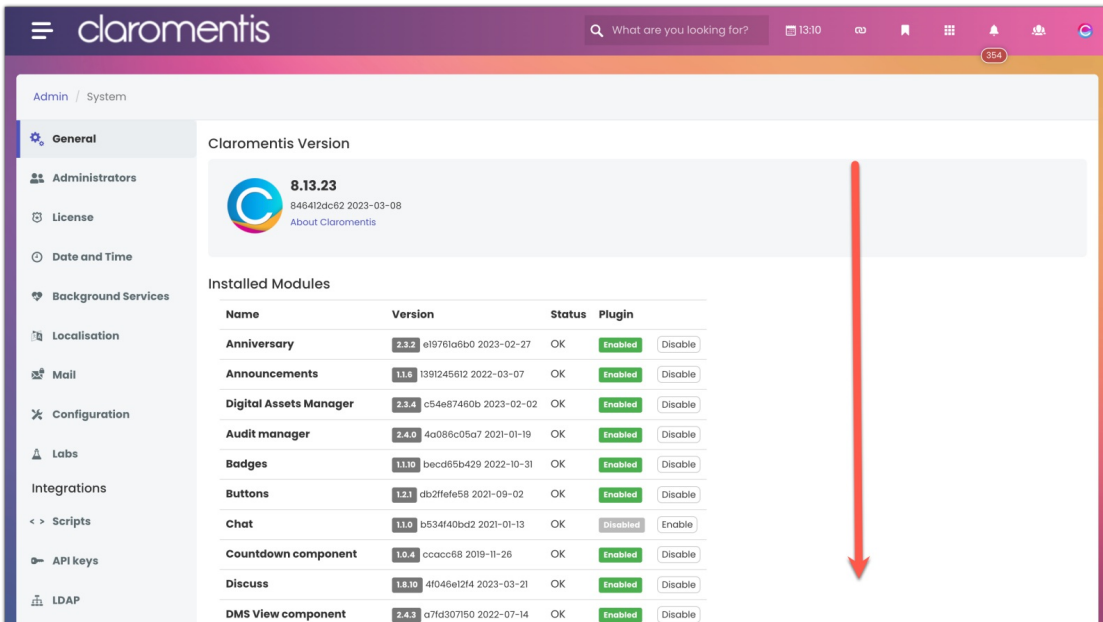 claromentis
What are you looking for?
13:10
354
Admin / System
General
Administrators
License
Date and Time
Background Services
Localisation
Mail
Configuration
Labs
Integrations
Scripts
API keys
LDAP
Claromentis Version
8.13.23
846412dc62 2023-03-08
About Claromentis
Installed Modules
Name Version Status Plugin
Anniversary 2.3.2 e19761a6b0 2023-02-27 OK Enabled Disable
Announcements 1.1.6 1391245612 2022-03-07 OK Enabled Disable
Digital Assets Manager 2.3.4 c54e87460b 2023-02-02 OK Enabled Disable
Audit manager 2.4.0 4a086c05a7 2021-01-19 OK Enabled Disable
Badges 1.1.10 becd65b429 2022-10-31 OK Enabled Disable
Buttons 1.2.1 db2ffefe58 2021-09-02 OK Enabled Disable
Chat 1.1.0 b534f40bd2 2021-01-13 OK Disabled Enable
Countdown component 1.0.4 ccacc68 2019-11-26 OK Enabled Disable
Discuss 1.8.10 4f046e12f4 2023-03-21 OK Enabled Disable
DMS View component 2.4.3 a7fd307150 2022-07-14 OK Enabled Disable